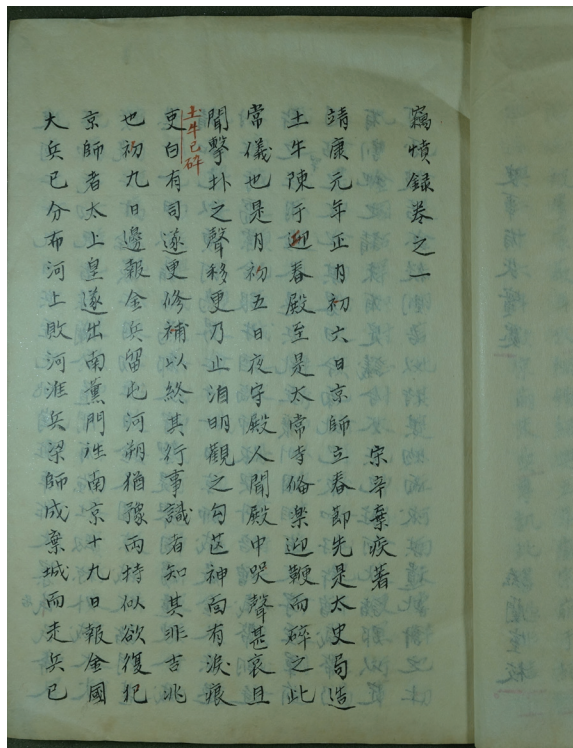 竊憤録卷之一
宋辛棄疾著
靖康元年正月初六日京師立春節先是太史局造
土牛陳于迎春殿至是太常寺俻樂迎鞭而碎之此
常儀也是月初五日夜守殿人聞殿中哭聲甚哀且
聞擊扑之聲移更乃止洎明觀之勾芒神面有淚痕
土牛已碎
吏白有司遂更修補以終其行事識者知其非吉兆
也初九日邊報金兵留屯河朔猶豫兩特似欲復犯
京師者太上皇遂出南薰門徃南京十九日報金國
大兵已分布河上敗河淮兵梁師成棄城而走兵已